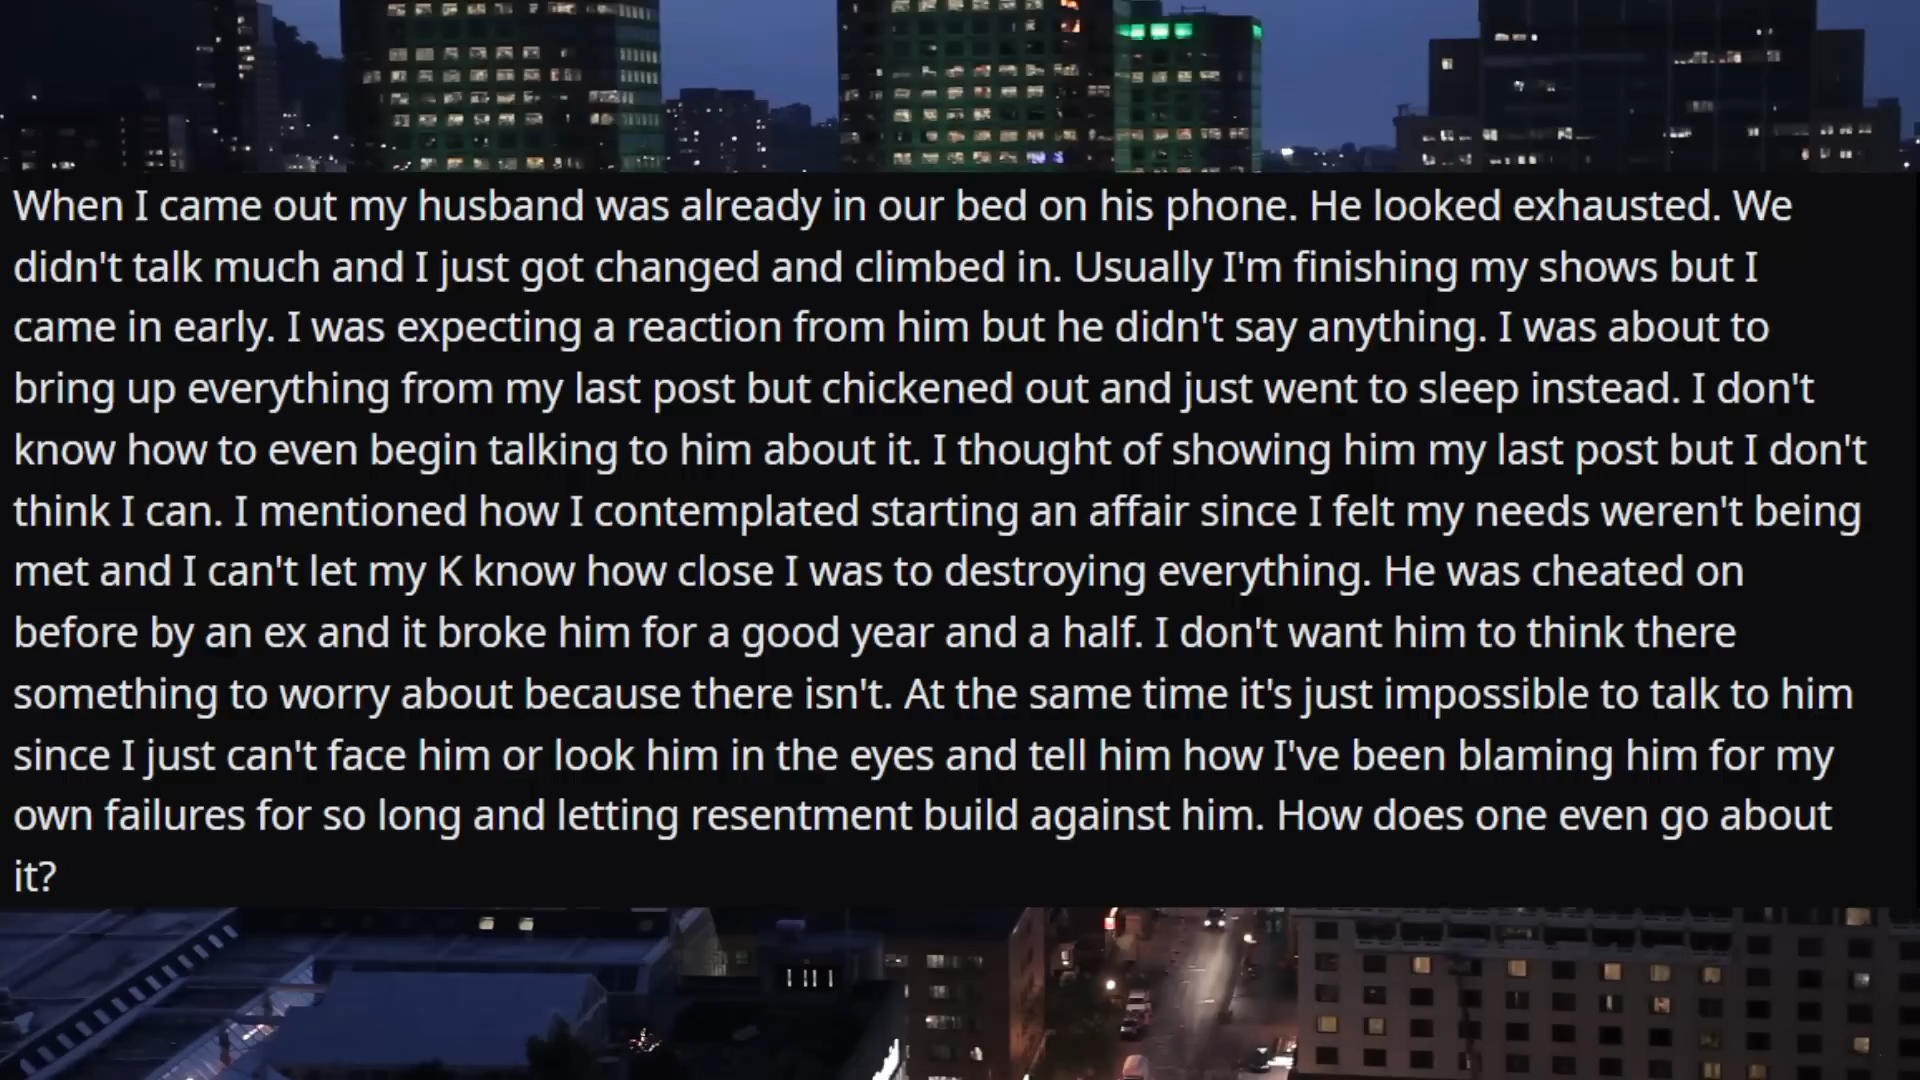 When I came out my husband was already in our bed on his phone. He looked exhausted. We
didn't talk much and I just got changed and climbed in. Usually I'm finishing my shows but I
came in early. I was expecting a reaction from him but he didn't say anything. I was about to
bring up everything from my last post but chickened out and just went to sleep instead. I don't
know how to even begin talking to him about it. I thought of showing him my last post but I don't
think I can. I mentioned how I contemplated starting an affair since I felt my needs weren't being
met and I can't let my K know how close I was to destroying everything. He was cheated on
before by an ex and it broke him for a good year and a half. I don't want him to think there
something to worry about because there isn't. At the same time it's just impossible to talk to him
since I just can't face him or look him in the eyes and tell him how I've been blaming him for my
own failures for so long and letting resentment build against him. How does one even go about
it?